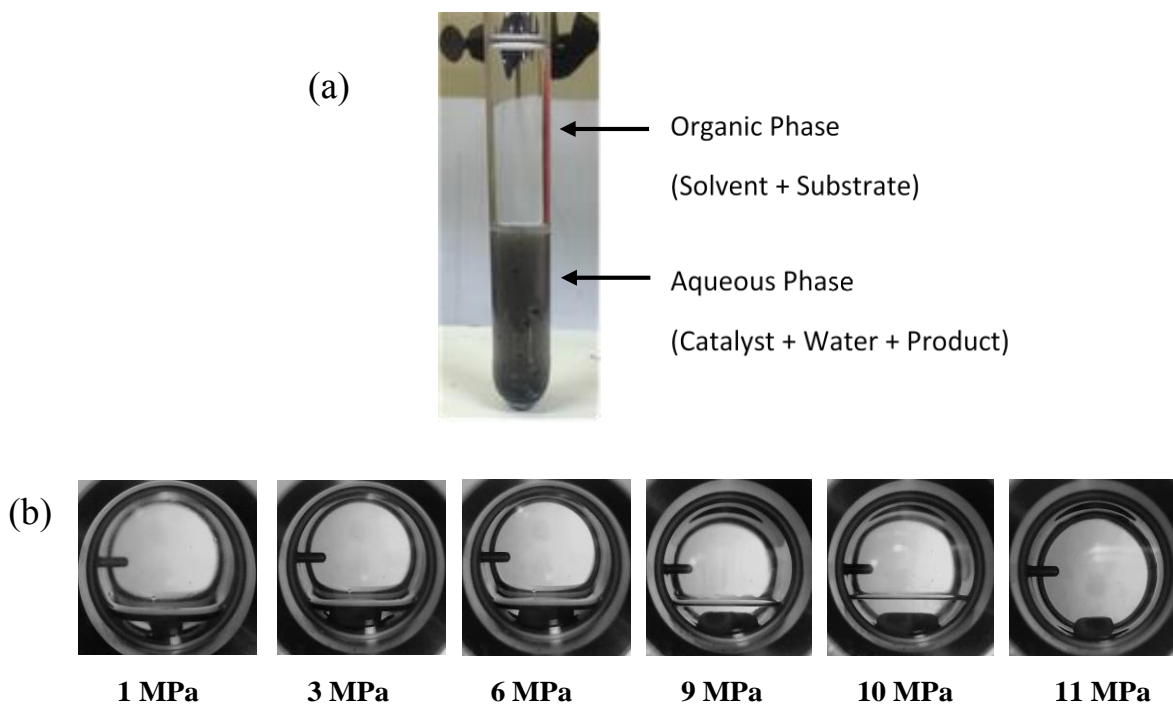 (a)
Organic Phase
(Solvent + Substrate)
Aqueous Phase
(Catalyst + Water + Product)
(b)
1 MPa
3 MPa
6 MPa
9 MPa
10 MPa
11 MPa